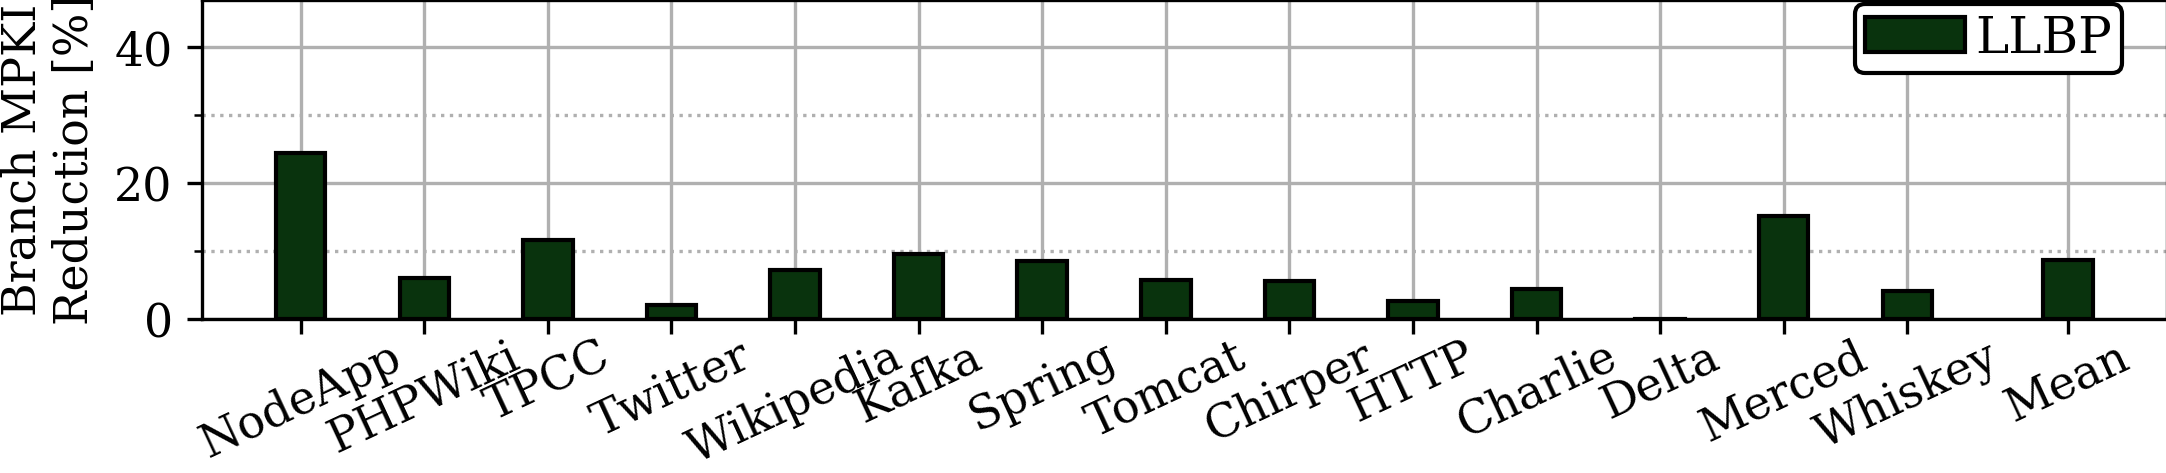 Branch MPKI
Reduction [%]
40
20
0
LLBP
NodeApp
PHPWiki
TPCC
Twitter
Wikipedia
Kafka
Spring
Tomcat
Chirper
HTTP
Charlie
Delta
Merced
Whiskey
Mean